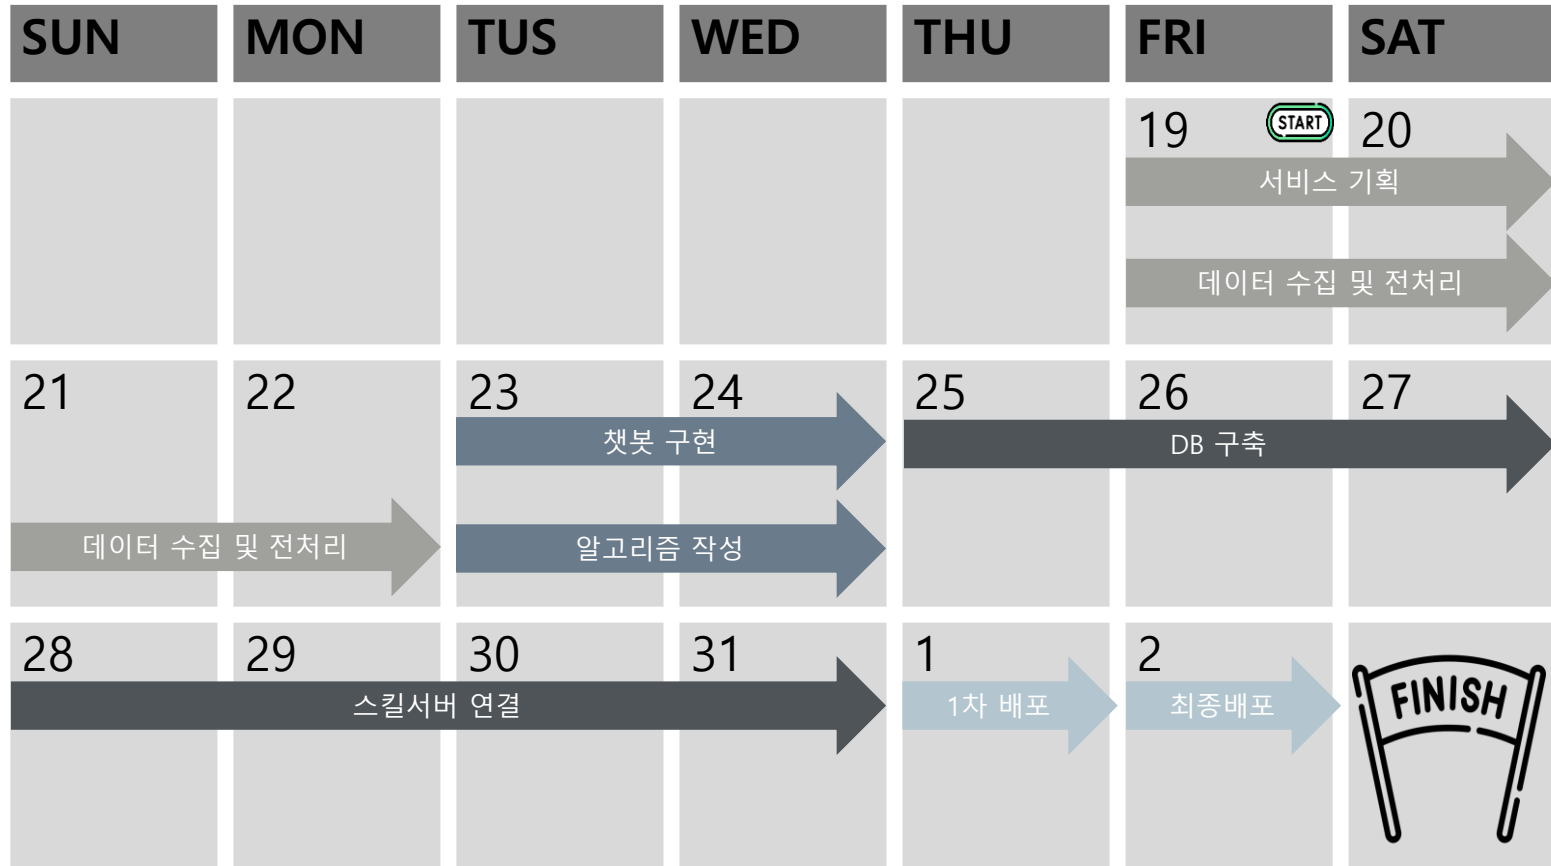 SUN MON TUS WED THU FRI SAT
19 START 20
서비스 기획
데이터 수집 및 전처리
21 22 23 24 25 26 27
챗봇 구현 DB 구축
데이터 수집 및 전처리 알고리즘 작성
28 29 30 31 1 2
스킬서버 연결 1차 배포 최종배포
FINISH